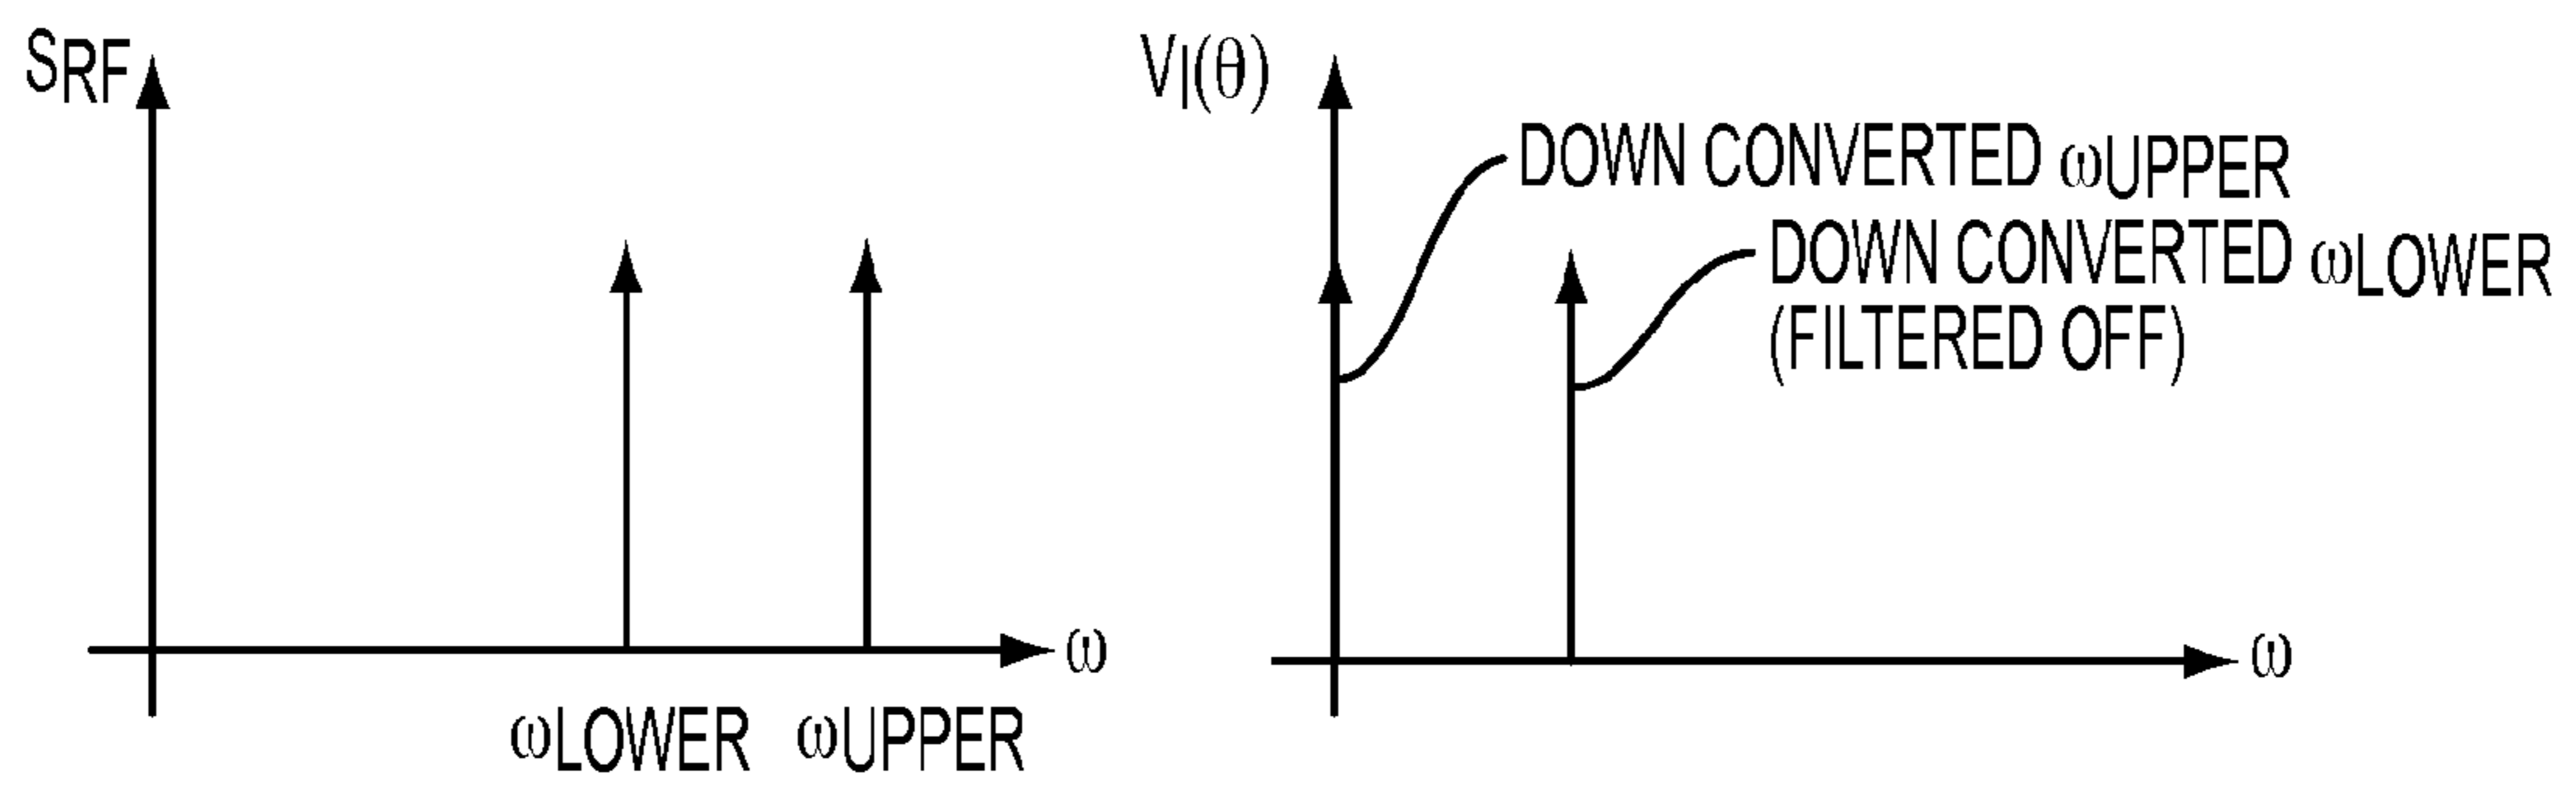 SRF
ω
ωLOWER ωUPPER
VI(θ)
DOWN CONVERTED ωUPPER
DOWN CONVERTED ωLOWER
(FILTERED OFF)
ω